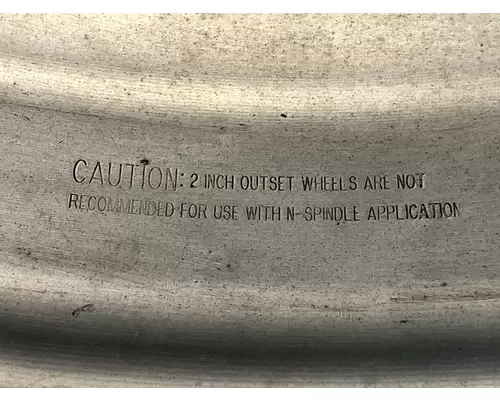 CAUTION: 2 INCH OUTSET WHEELS ARE NOT
RECOMMENDED FOR USE WITH N-SPINDLE APPLICATION